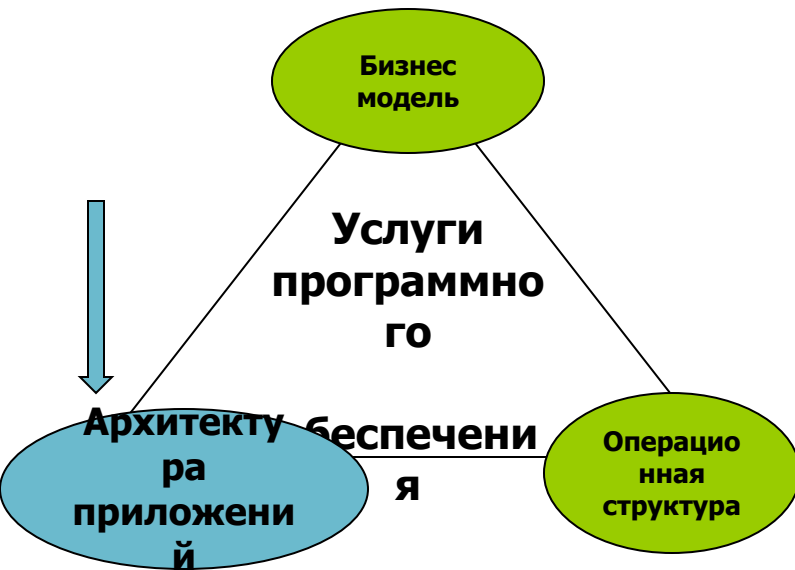 Бизнес
модель
Услуги
программно
го
беспечени
я
Архитекту
ра
приложени
й
Операцио
нная
структура